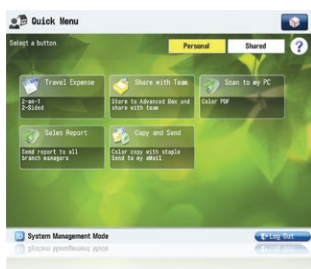 Quick Menu
Select a button.
Personal Shared ?
Travel Expense
2-on-1
2-Sided
Share with Team
Store to Advanced Box and
share with team
Scan to my PC
Color PDF
Sales Report
Send report to all
branch managers
Copy and Send
Color copy with staple
Send to my eMail
ID System Management Mode
Log Out